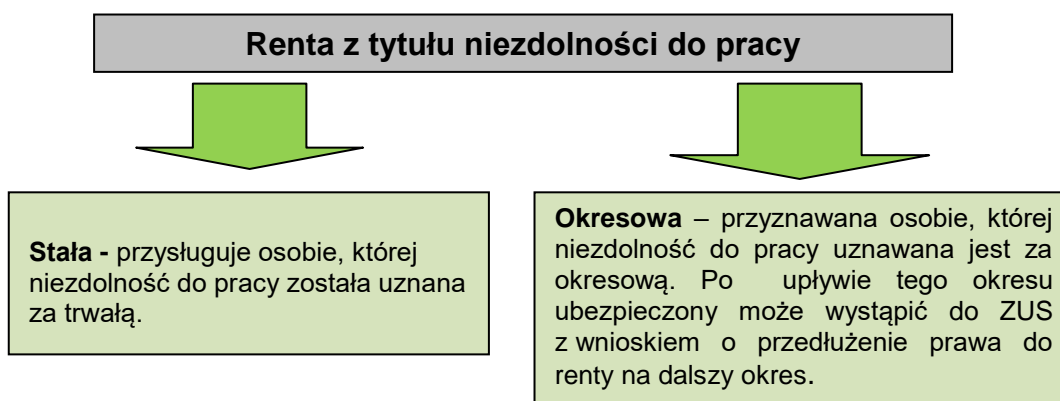 Renta z tytułu niezdolności do pracy
Stała - przysługuje osobie, której
niezdolność do pracy została uznana
za trwałą.
Okresowa – przyznawana osobie, której
niezdolność do pracy uznawana jest za
okresową. Po upływie tego okresu
ubezpieczony może wystąpić do ZUS
z wnioskiem o przedłużenie prawa do
renty na dalszy okres.